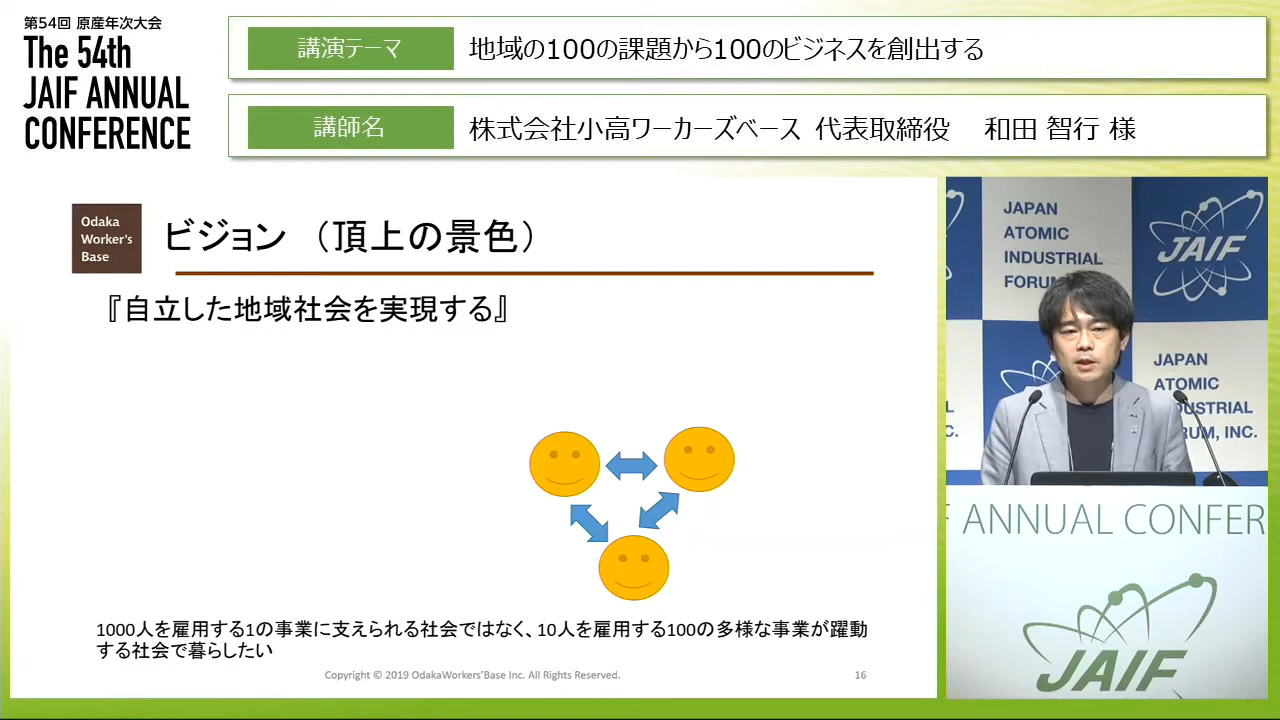 第54回 原産年次大会
The 54th
JAIF ANNUAL
CONFERENCE
講演テーマ
地域の100の課題から100のビジネスを創出する
講師名
株式会社小高ワーカーズベース 代表取締役 和田 智行 様
Odaka
Worker's
Base
ビジョン （頂上の景色）
『自立した地域社会を実現する』
1000人を雇用する1の事業に支えられる社会ではなく、10人を雇用する100の多様な事業が躍動
する社会で暮らしたい
Copyright © 2019 OdakaWorkers'Base Inc. All Rights Reserved.
16
JAPAN
ATOMIC
INDUSTRIAL
FORUM
JAIF
JAPAN
ATOMIC
DUSTRIAL
RUM, INC.
L
C.
ANNUAL CONFER
JAIF